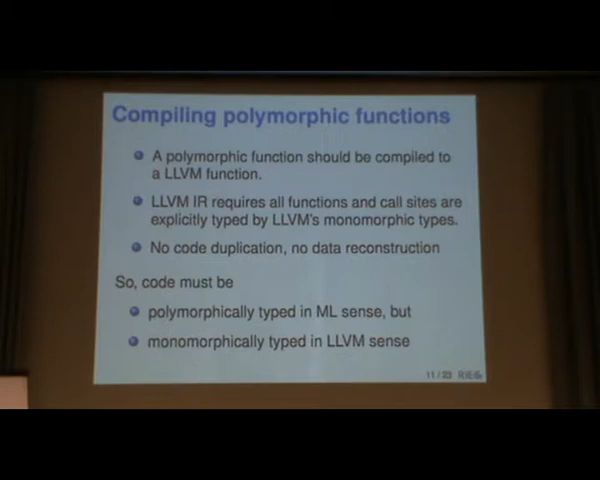 Compiling polymorphic functions
A polymorphic function should be compiled to
a LLVM function.
LLVM IR requires all functions and call sites are
explicitly typed by LLVM's monomorphic types.
No code duplication, no data reconstruction
So, code must be
polymorphically typed in ML sense, but
monomorphically typed in LLVM sense
11 / 23